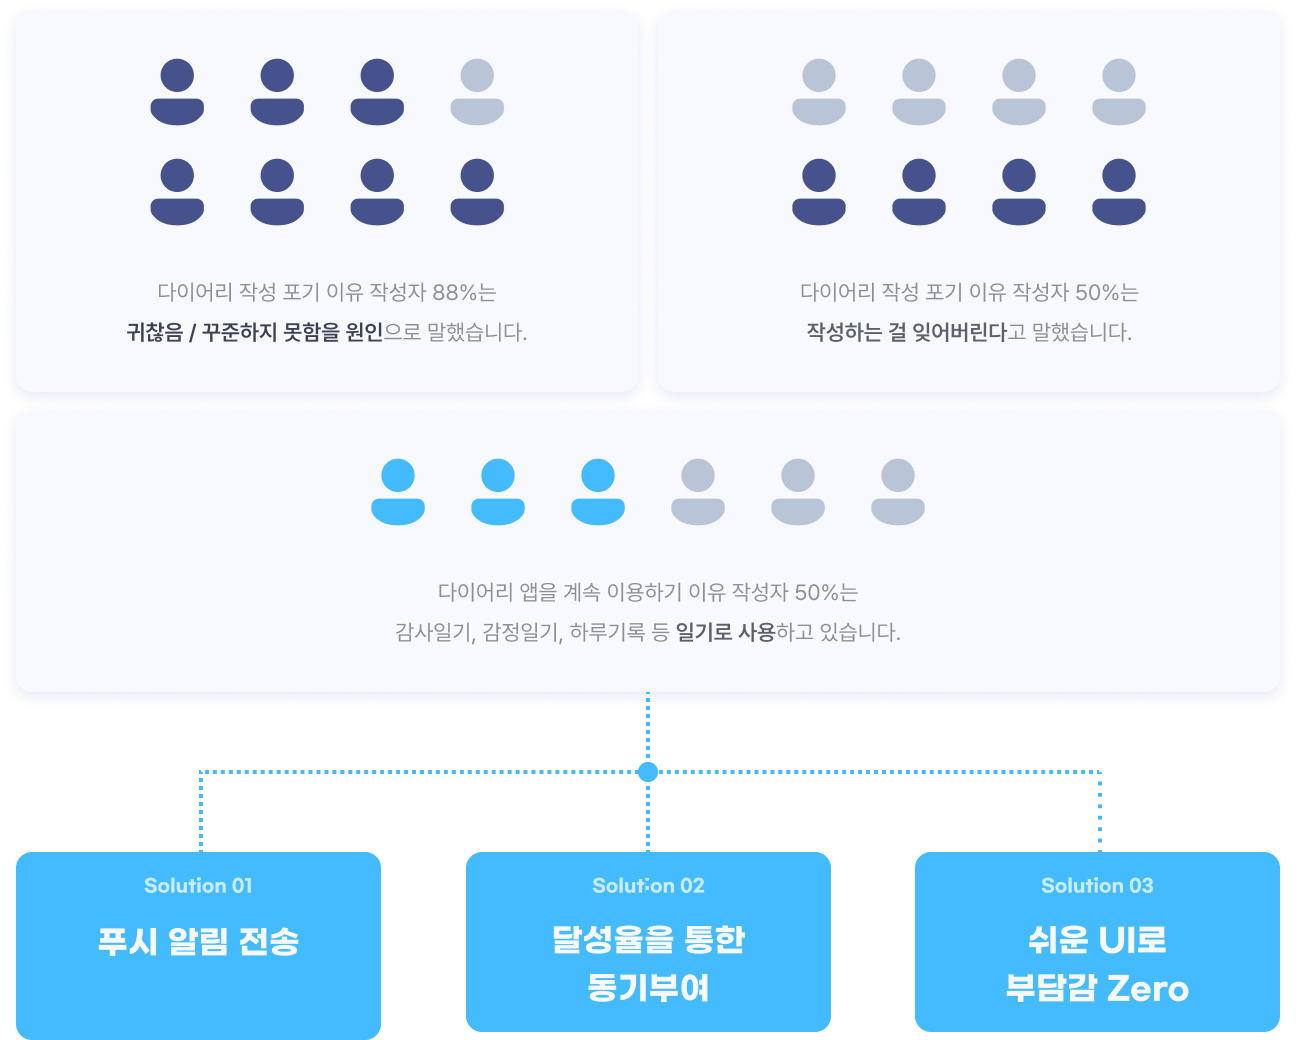 다이어리 작성 포기 이유 작성자 88%는
귀찮음 / 꾸준하지 못함을 원인으로 말했습니다.
다이어리 작성 포기 이유 작성자 50%는
작성하는 걸 잊어버린다고 말했습니다.
다이어리 앱을 계속 이용하기 이유 작성자 50%는
감사일기, 감정일기, 하루기록 등 일기로 사용하고 있습니다.
Solution 01
푸시 알림 전송
Solution 02
달성율을 통한
동기부여
Solution 03
쉬운 UI로
부담감 Zero